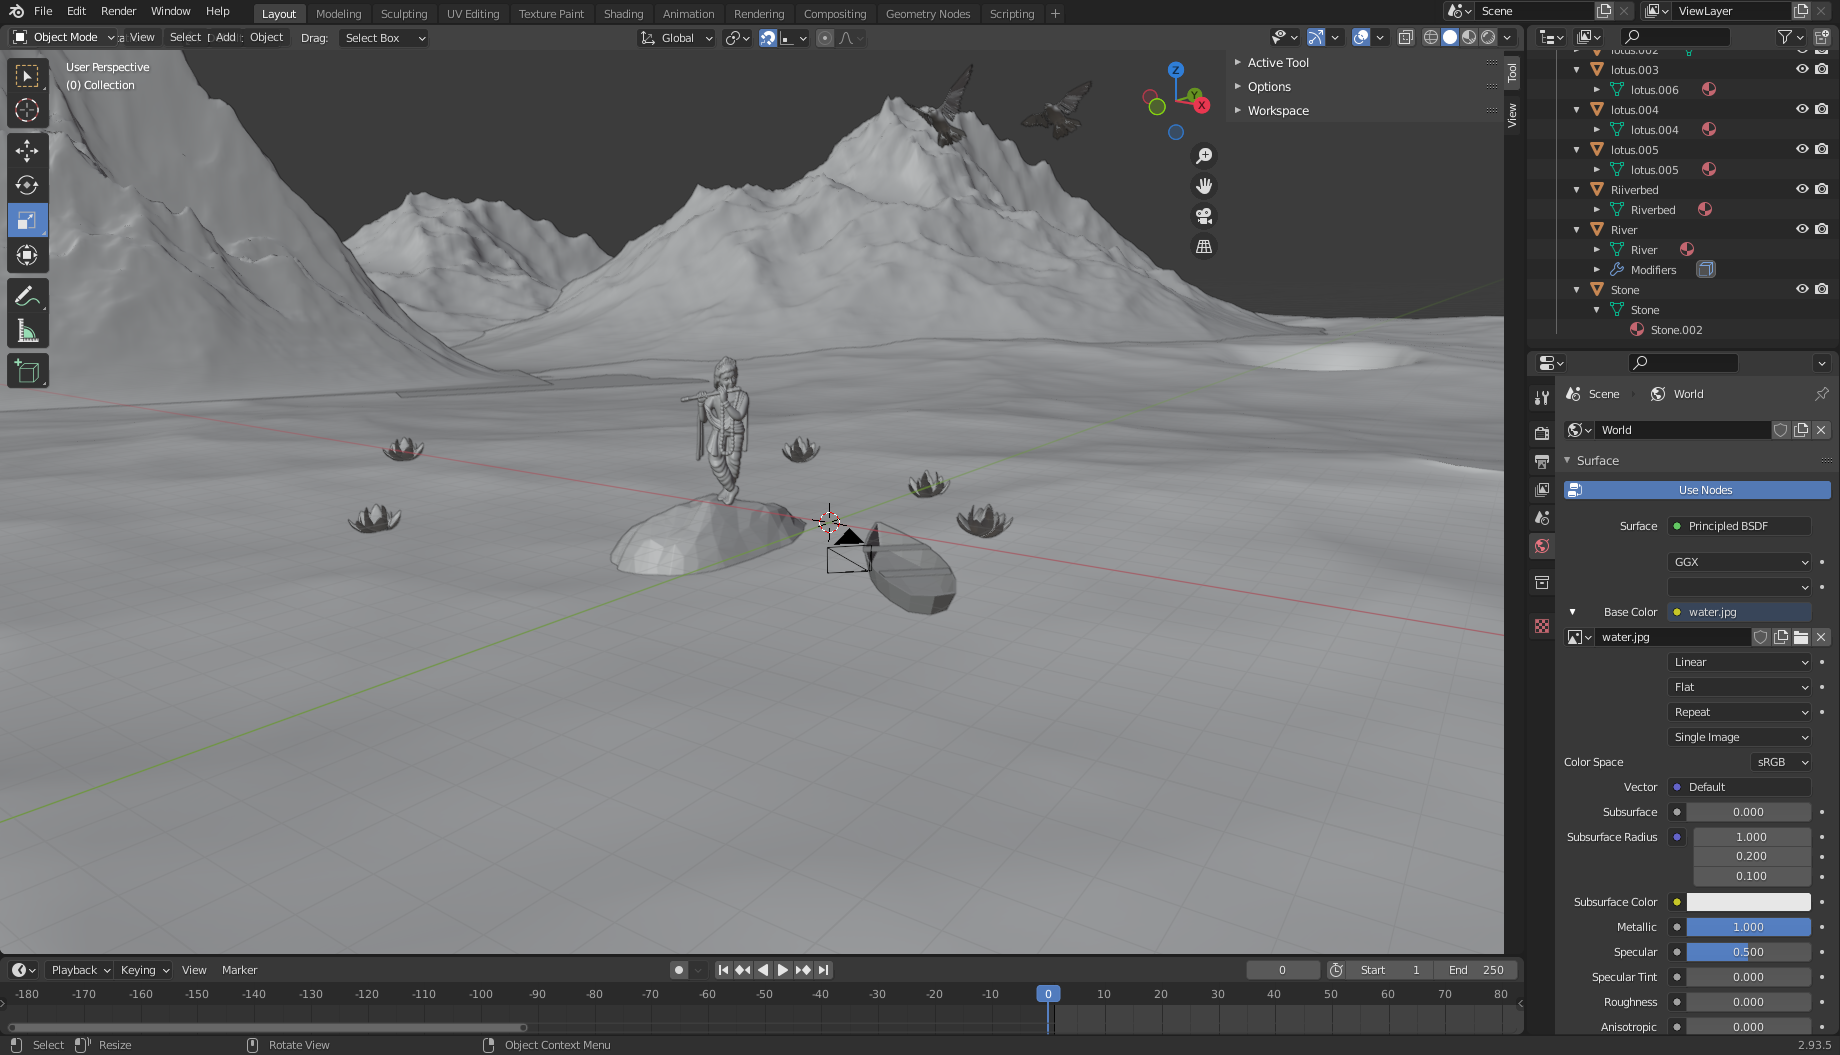 File Edit Render Window Help Layout Modeling Sculpting UV Editing Texture Paint Shading Animation Rendering Compositing Geometry Nodes Scripting + Scene ViewLayer
Object Mode View Select Add Object Drag: Select Box Global
User Perspective
(0) Collection
Z
Y
X
Active Tool
Options
Workspace
Tool
View
lotus.002
lotus.003
lotus.006
lotus.004
lotus.004
lotus.005
lotus.005
Riiverbed
Riverbed
River
River
Modifiers
Stone
Stone
Stone.002
Scene World
World
Surface
Use Nodes
Surface Principled BSDF
GGX
Base Color water.jpg
water.jpg
Linear
Flat
Repeat
Single Image
Color Space sRGB
Vector Default
Subsurface 0.000
Subsurface Radius 1.000
0.200
0.100
Subsurface Color
Metallic 1.000
Specular 0.500
Specular Tint 0.000
Roughness 0.000
Anisotropic 0.000
Playback Keying View Marker 0 Start 1 End 250
-180 -170 -160 -150 -140 -130 -120 -110 -100 -90 -80 -70 -60 -50 -40 -30 -20 -10 0 10 20 30 40 50 60 70 80
Select Resize Rotate View Object Context Menu 2.93.5